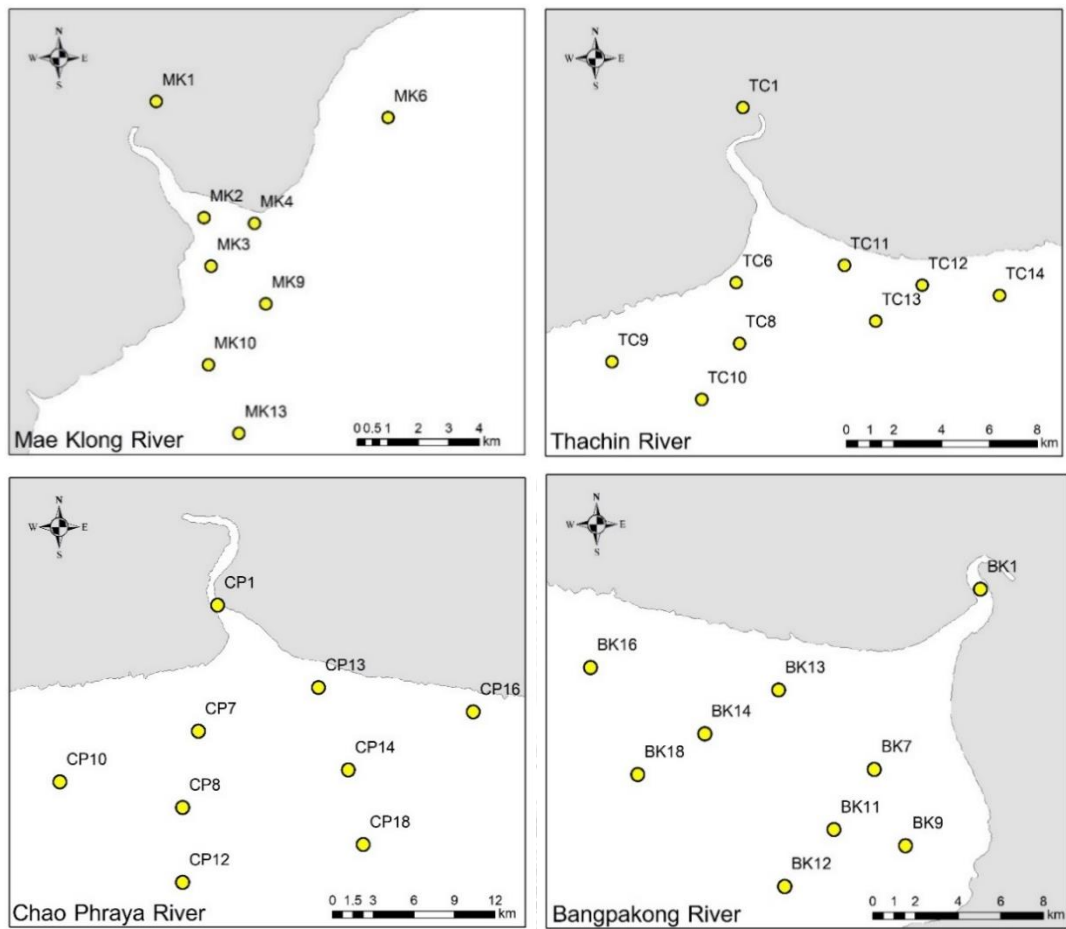 N
W E
S
MK1
MK6
MK2
MK4
MK3
MK9
MK10
MK13
0 0.5 1 2 3 4
km
Mae Klong River
N
W E
S
TC1
TC11
TC6
TC12
TC14
TC13
TC8
TC9
TC10
0 1 2 4 6 8
km
Thachin River
N
W E
S
CP1
CP13
CP16
CP7
CP14
CP10
CP8
CP18
CP12
0 1.5 3 6 9 12
km
Chao Phraya River
N
W E
S
BK1
BK16
BK13
BK14
BK7
BK18
BK11
BK9
BK12
0 1 2 4 6 8
km
Bangpakong River